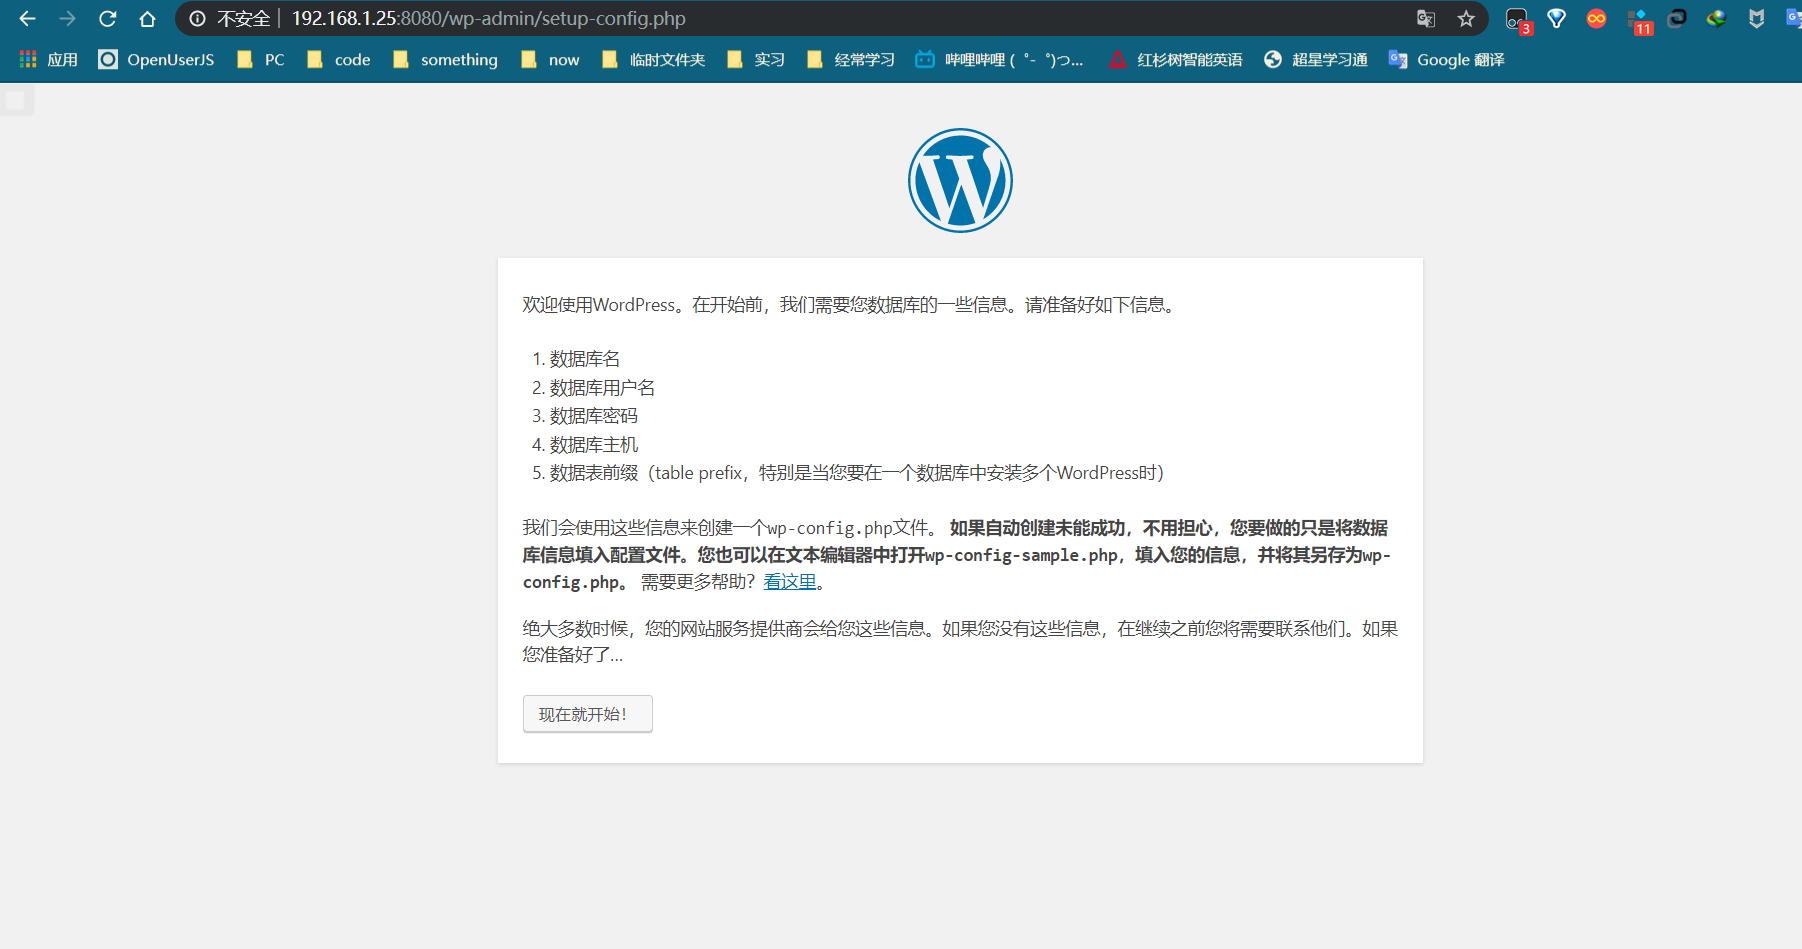 不安全 192.168.1.25:8080/wp-admin/setup-config.php
3
11
应用 OpenUserJS PC code something now 临时文件夹 实习 经常学习 哔哩哔哩 ( ゜- ゜)つ... 红杉树智能英语 超星学习通 Google 翻译
欢迎使用WordPress。在开始前，我们需要您数据库的一些信息。请准备好如下信息。
1. 数据库名
2. 数据库用户名
3. 数据库密码
4. 数据库主机
5. 数据表前缀（table prefix，特别是当您要在一个数据库中安装多个WordPress时）
我们会使用这些信息来创建一个wp-config.php文件。 如果自动创建未能成功，不用担心，您要做的只是将数据
库信息填入配置文件。您也可以在文本编辑器中打开wp-config-sample.php，填入您的信息，并将其另存为wp-
config.php。 需要更多帮助？看这里。
绝大多数时候，您的网站服务提供商会给您这些信息。如果您没有这些信息，在继续之前您将需要联系他们。如果
您准备好了…
现在就开始！